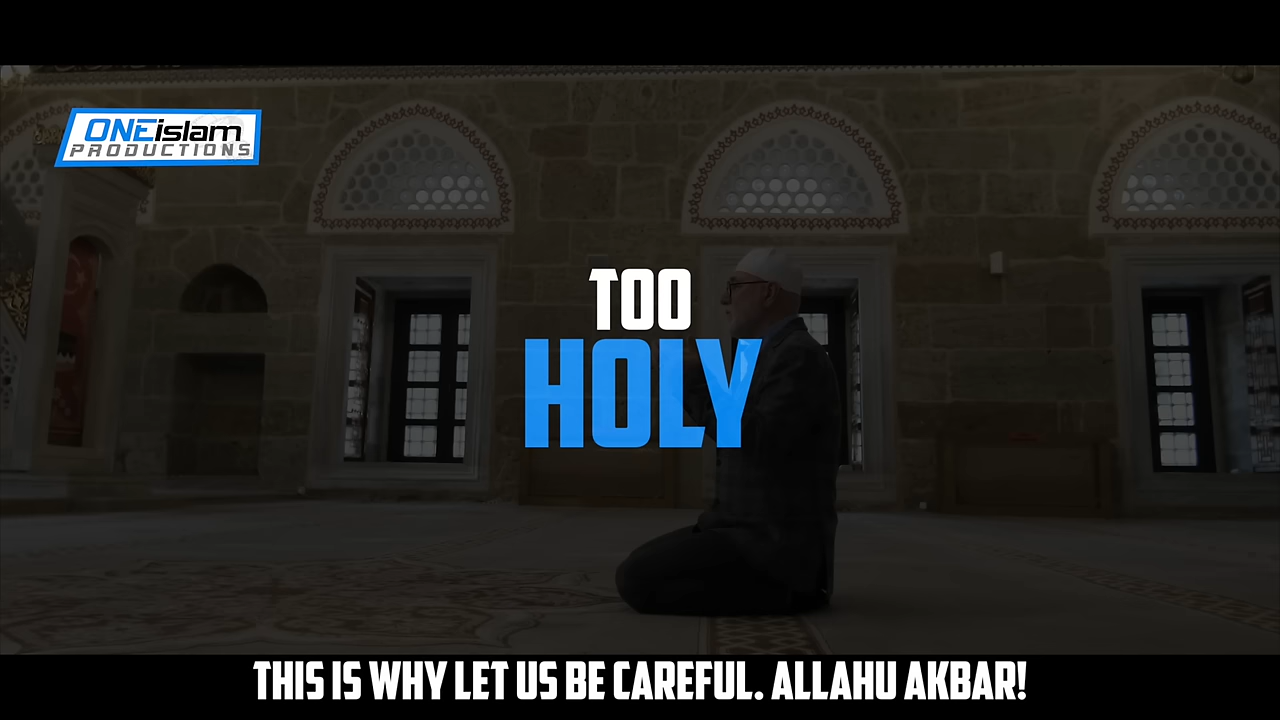 ONEislam
PRODUCTIONS
TOO
HOLY
THIS IS WHY LET US BE CAREFUL. ALLAHU AKBAR!